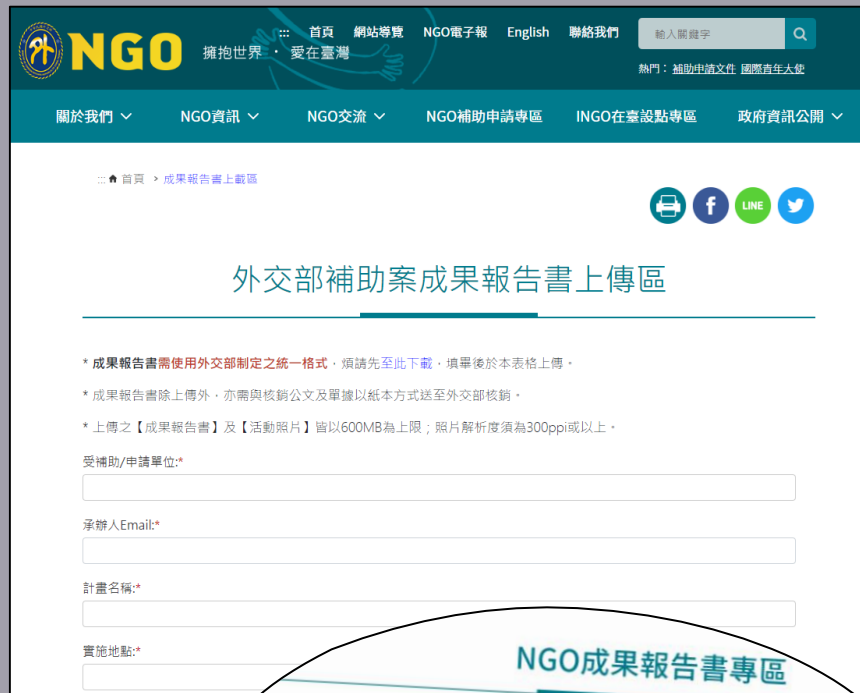 ::: 首頁 網站導覽 NGO電子報 English 聯絡我們 輸入關鍵字
外 NGO 擁抱世界 · 愛在臺灣
熱門： 補助申請文件 國際青年大使
關於我們 NGO資訊 NGO交流 NGO補助申請專區 INGO在臺設點專區 政府資訊公開
::: 首頁 > 成果報告書上載區
f LINE
外交部補助案成果報告書上傳區
* 成果報告書需使用外交部制定之統一格式，煩請先至此下載，填畢後於本表格上傳。
* 成果報告書除上傳外，亦需與核銷公文及單據以紙本方式送至外交部核銷。
* 上傳之【成果報告書】及【活動照片】皆以600MB為上限；照片解析度須為300ppi或以上。
受補助/申請單位:*
承辦人Email:*
計畫名稱:*
實施地點:*
NGO成果報告書專區